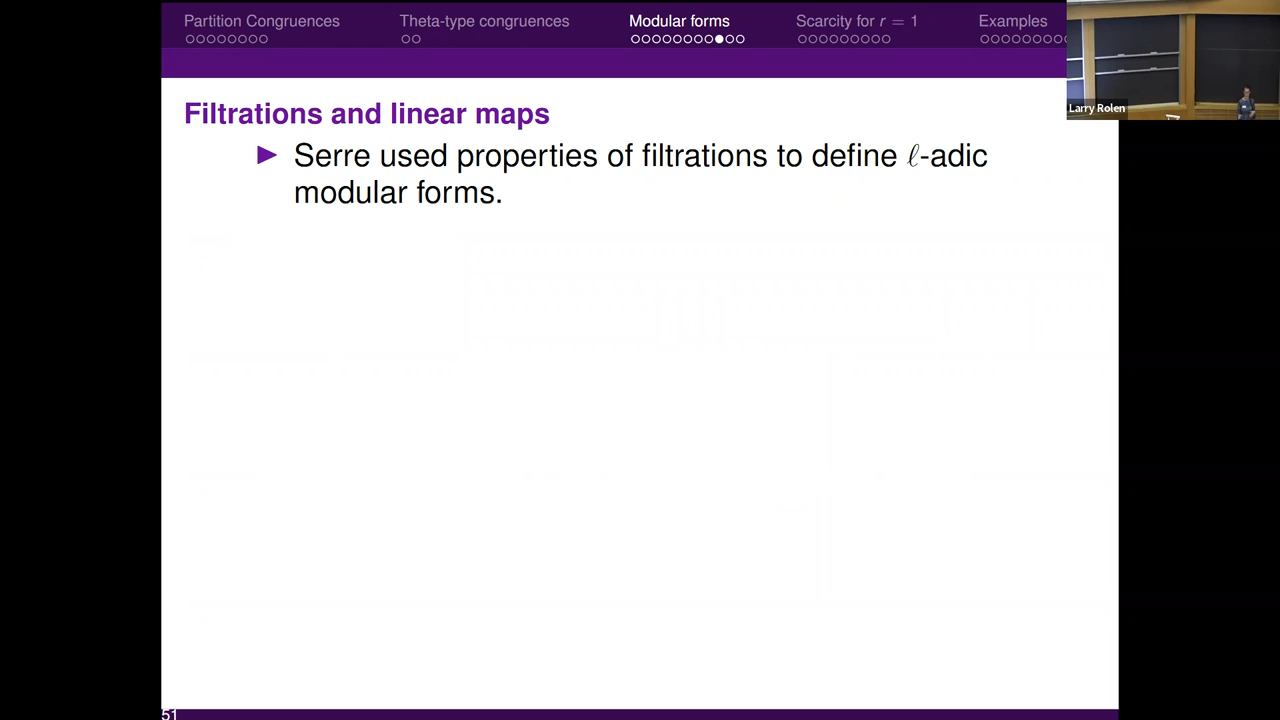 Partition Congruences Theta-type congruences Modular forms Scarcity for r = 1 Examples
Larry Rolen
Filtrations and linear maps
Serre used properties of filtrations to define ℓ-adic
modular forms.
51